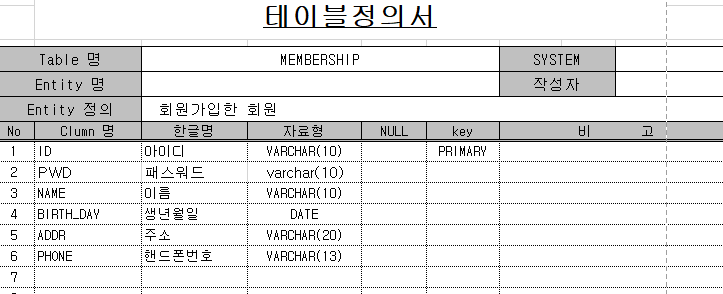 테이블정의서
Table 명 MEMBERSHIP SYSTEM
Entity 명 작성자
Entity 정의 회원가입한 회원
No Clumn 명 한글명 자료형 NULL key 비 고
1 ID 아이디 VARCHAR(10) PRIMARY
2 PWD 패스워드 varchar(10)
3 NAME 이름 VARCHAR(10)
4 BIRTH_DAY 생년월일 DATE
5 ADDR 주소 VARCHAR(20)
6 PHONE 핸드폰번호 VARCHAR(13)
7